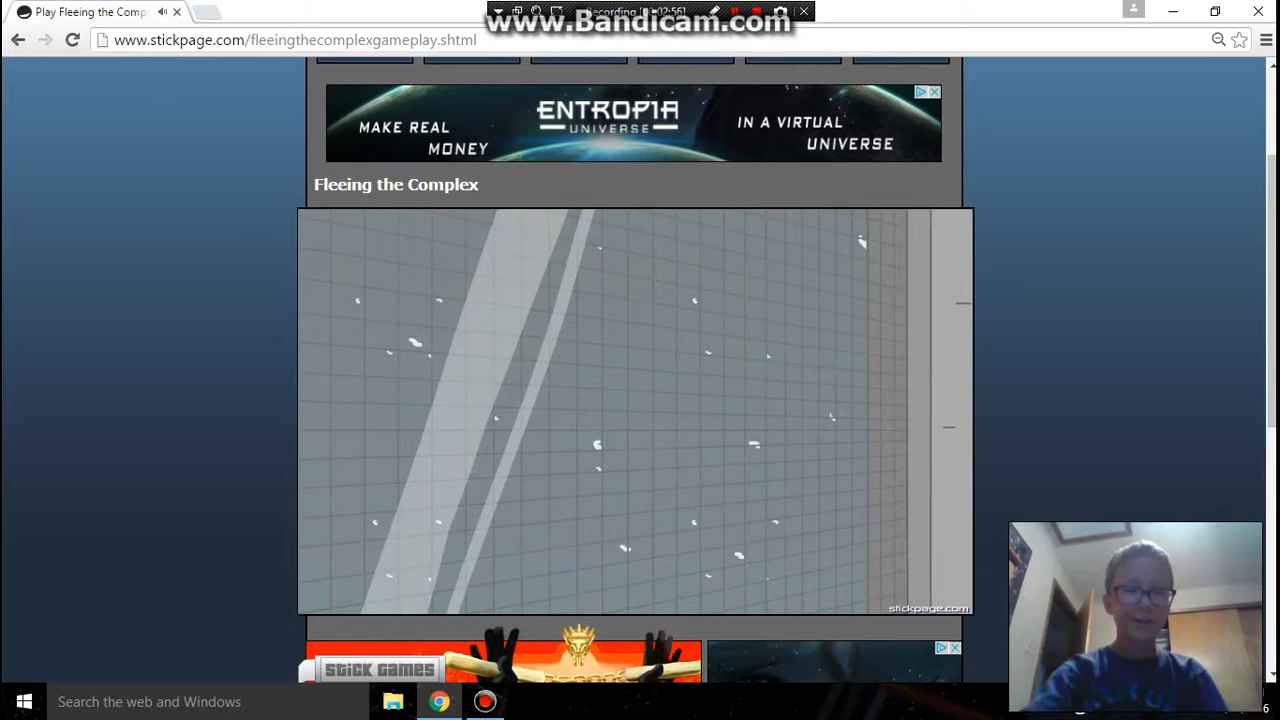 Play Fleeing the Comp
Recording
www.Bandicam.com
www.stickpage.com/fleeingthecomplexgameplay.shtml
MAKE REAL
MONEY
ENTROPIA
UNIVERSE
IN A VIRTUAL
UNIVERSE
Fleeing the Complex
stickpage.com
STICK GAMES
Search the web and Windows